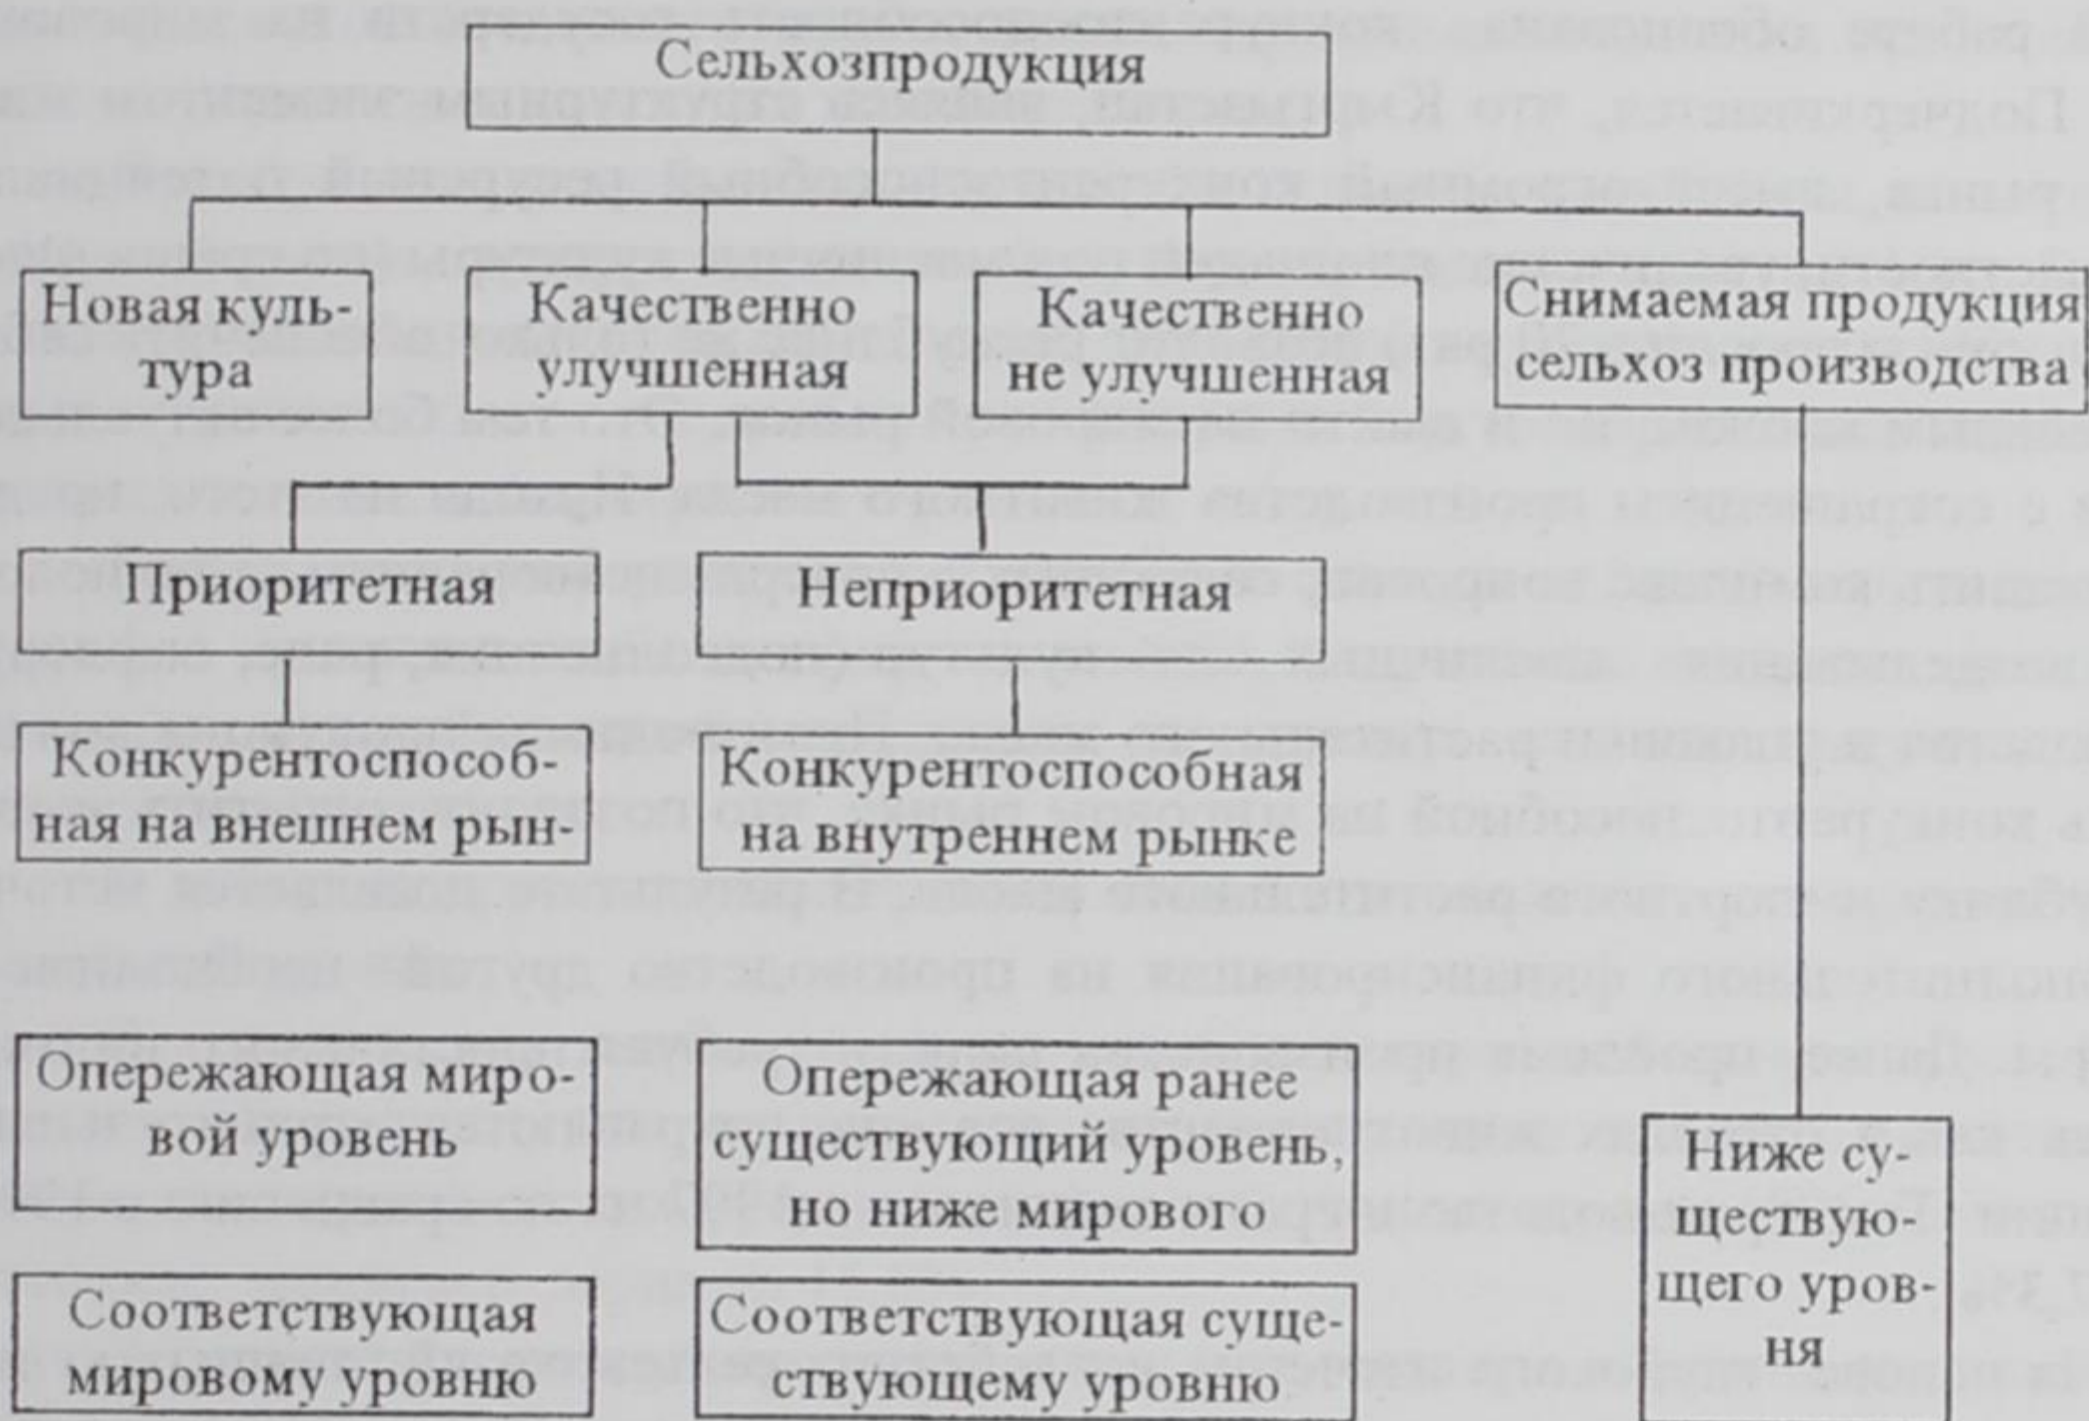 Сельхозпродукция
Новая куль-
тура
Качественно
улучшенная
Качественно
не улучшенная
Снимаемая продукция
сельхоз производства
Приоритетная
Неприоритетная
Конкурентоспособ-
ная на внешнем рын-
Конкурентоспособная
на внутреннем рынке
Опережающая миро-
вой уровень
Опережающая ранее
существующий уровень,
но ниже мирового
Ниже су-
ществую-
щего уров-
ня
Соответствующая
мировому уровню
Соответствующая суще-
ствующему уровню